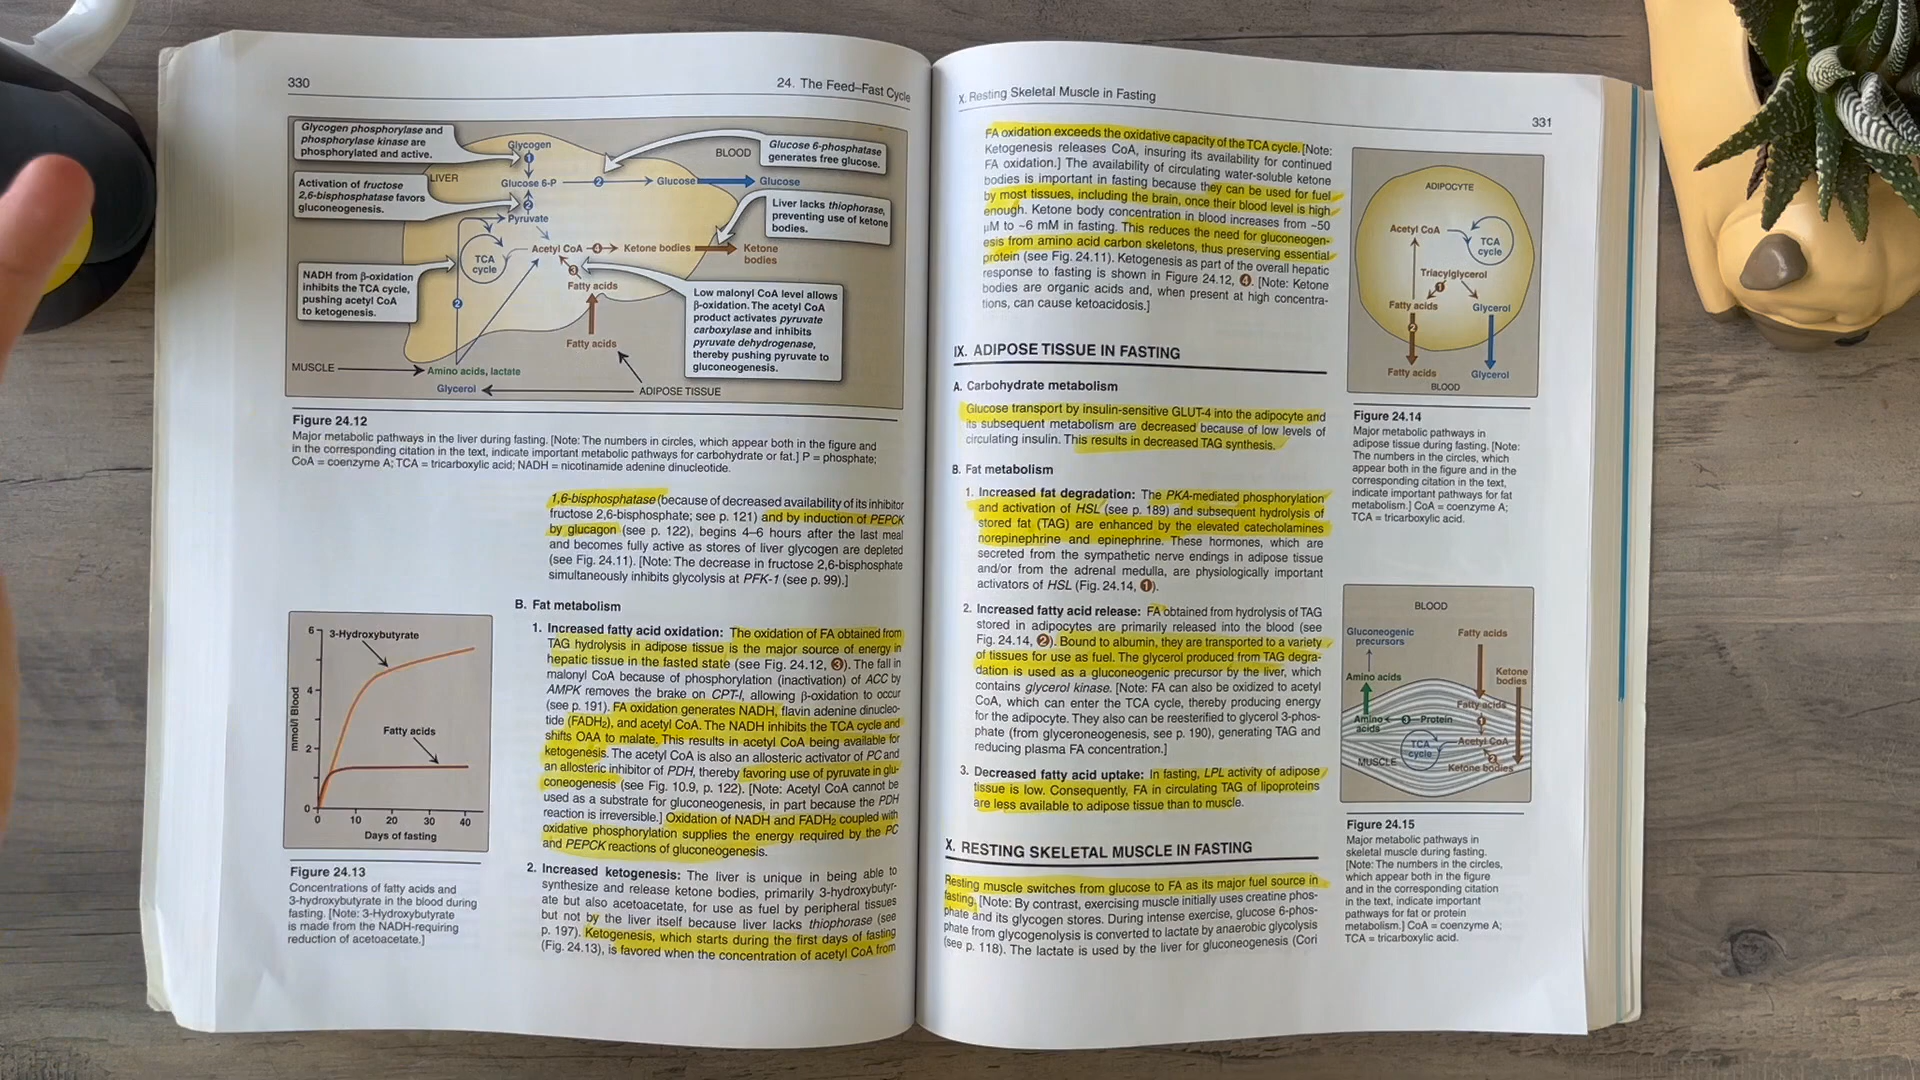 330
24. The Feed–Fast Cycle
Glycogen phosphorylase and
phosphorylase kinase are
phosphorylated and active.
Activation of fructose
2,6-bisphosphatase favors
gluconeogenesis.
NADH from β-oxidation
inhibits the TCA cycle,
pushing acetyl CoA
to ketogenesis.
LIVER
Glycogen
1
Glucose 6-P
2
Glucose
Glucose
BLOOD
Glucose 6-phosphatase
generates free glucose.
2
Pyruvate
Liver lacks thiophorase,
preventing use of ketone
bodies.
TCA
cycle
Acetyl CoA
4
Ketone bodies
Ketone
bodies
3
Fatty acids
2
Low malonyl CoA level allows
β-oxidation. The acetyl CoA
product activates pyruvate
carboxylase and inhibits
pyruvate dehydrogenase,
thereby pushing pyruvate to
gluconeogenesis.
Fatty acids
MUSCLE
Amino acids, lactate
Glycerol
ADIPOSE TISSUE
Figure 24.12
Major metabolic pathways in the liver during fasting. [Note: The numbers in circles, which appear both in the figure and
in the corresponding citation in the text, indicate important metabolic pathways for carbohydrate or fat.] P = phosphate;
CoA = coenzyme A; TCA = tricarboxylic acid; NADH = nicotinamide adenine dinucleotide.
1,6-bisphosphatase (because of decreased availability of its inhibitor
fructose 2,6-bisphosphate; see p. 121) and by induction of PEPCK
by glucagon (see p. 122), begins 4–6 hours after the last meal
and becomes fully active as stores of liver glycogen are depleted
(see Fig. 24.11). [Note: The decrease in fructose 2,6-bisphosphate
simultaneously inhibits glycolysis at PFK-1 (see p. 99).]
B. Fat metabolism
1. Increased fatty acid oxidation: The oxidation of FA obtained from
TAG hydrolysis in adipose tissue is the major source of energy in
hepatic tissue in the fasted state (see Fig. 24.12, 3). The fall in
malonyl CoA because of phosphorylation (inactivation) of ACC by
AMPK removes the brake on CPT-I, allowing β-oxidation to occur
(see p. 191). FA oxidation generates NADH, flavin adenine dinucleo-
tide (FADH₂), and acetyl CoA. The NADH inhibits the TCA cycle and
shifts OAA to malate. This results in acetyl CoA being available for
ketogenesis. The acetyl CoA is also an allosteric activator of PC and
an allosteric inhibitor of PDH, thereby favoring use of pyruvate in glu-
coneogenesis (see Fig. 10.9, p. 122). [Note: Acetyl CoA cannot be
used as a substrate for gluconeogenesis, in part because the PDH
reaction is irreversible.] Oxidation of NADH and FADH₂ coupled with
oxidative phosphorylation supplies the energy required by the PC
and PEPCK reactions of gluconeogenesis.
2. Increased ketogenesis: The liver is unique in being able to
synthesize and release ketone bodies, primarily 3-hydroxybutyr-
ate but also acetoacetate, for use as fuel by peripheral tissues
but not by the liver itself because liver lacks thiophorase (see
p. 197). Ketogenesis, which starts during the first days of fasting
(Fig. 24.13), is favored when the concentration of acetyl CoA from
6
4
2
0
mmol/l Blood
3-Hydroxybutyrate
Fatty acids
0 10 20 30 40
Days of fasting
Figure 24.13
Concentrations of fatty acids and
3-hydroxybutyrate in the blood during
fasting. [Note: 3-Hydroxybutyrate
is made from the NADH-requiring
reduction of acetoacetate.]
X. Resting Skeletal Muscle in Fasting
331
FA oxidation exceeds the oxidative capacity of the TCA cycle. [Note:
Ketogenesis releases CoA, insuring its availability for continued
FA oxidation.] The availability of circulating water-soluble ketone
bodies is important in fasting because they can be used for fuel
by most tissues, including the brain, once their blood level is high
enough. Ketone body concentration in blood increases from ~50
µM to ~6 mM in fasting. This reduces the need for gluconeogen-
esis from amino acid carbon skeletons, thus preserving essential
protein (see Fig. 24.11). Ketogenesis as part of the overall hepatic
response to fasting is shown in Figure 24.12, 4. [Note: Ketone
bodies are organic acids and, when present at high concentra-
tions, can cause ketoacidosis.]
IX. ADIPOSE TISSUE IN FASTING
A. Carbohydrate metabolism
Glucose transport by insulin-sensitive GLUT-4 into the adipocyte and
its subsequent metabolism are decreased because of low levels of
circulating insulin. This results in decreased TAG synthesis.
B. Fat metabolism
1. Increased fat degradation: The PKA-mediated phosphorylation
and activation of HSL (see p. 189) and subsequent hydrolysis of
stored fat (TAG) are enhanced by the elevated catecholamines
norepinephrine and epinephrine. These hormones, which are
secreted from the sympathetic nerve endings in adipose tissue
and/or from the adrenal medulla, are physiologically important
activators of HSL (Fig. 24.14, 1).
2. Increased fatty acid release: FA obtained from hydrolysis of TAG
stored in adipocytes are primarily released into the blood (see
Fig. 24.14, 2). Bound to albumin, they are transported to a variety
of tissues for use as fuel. The glycerol produced from TAG degra-
dation is used as a gluconeogenic precursor by the liver, which
contains glycerol kinase. [Note: FA can also be oxidized to acetyl
CoA, which can enter the TCA cycle, thereby producing energy
for the adipocyte. They also can be reesterified to glycerol 3-phos-
phate (from glyceroneogenesis, see p. 190), generating TAG and
reducing plasma FA concentration.]
3. Decreased fatty acid uptake: In fasting, LPL activity of adipose
tissue is low. Consequently, FA in circulating TAG of lipoproteins
are less available to adipose tissue than to muscle.
X. RESTING SKELETAL MUSCLE IN FASTING
Resting muscle switches from glucose to FA as its major fuel source in
fasting. [Note: By contrast, exercising muscle initially uses creatine phos-
phate and its glycogen stores. During intense exercise, glucose 6-phos-
phate from glycogenolysis is converted to lactate by anaerobic glycolysis
(see p. 118). The lactate is used by the liver for gluconeogenesis (Cori
ADIPOCYTE
Acetyl CoA
TCA
cycle
Triacylglycerol
1
Fatty acids
Glycerol
2
Fatty acids
Glycerol
BLOOD
Figure 24.14
Major metabolic pathways in
adipose tissue during fasting. [Note:
The numbers in the circles, which
appear both in the figure and in the
corresponding citation in the text,
indicate important pathways for fat
metabolism.] CoA = coenzyme A;
TCA = tricarboxylic acid.
BLOOD
Gluconeogenic
precursors
Fatty acids
Amino acids
Ketone
bodies
Fatty acids
Amino
acids
3
Protein
1
TCA
cycle
Acetyl CoA
2
MUSCLE
Ketone bodies
Figure 24.15
Major metabolic pathways in
skeletal muscle during fasting.
[Note: The numbers in the circles,
which appear both in the figure
and in the corresponding citation
in the text, indicate important
pathways for fat or protein
metabolism.] CoA = coenzyme A;
TCA = tricarboxylic acid.